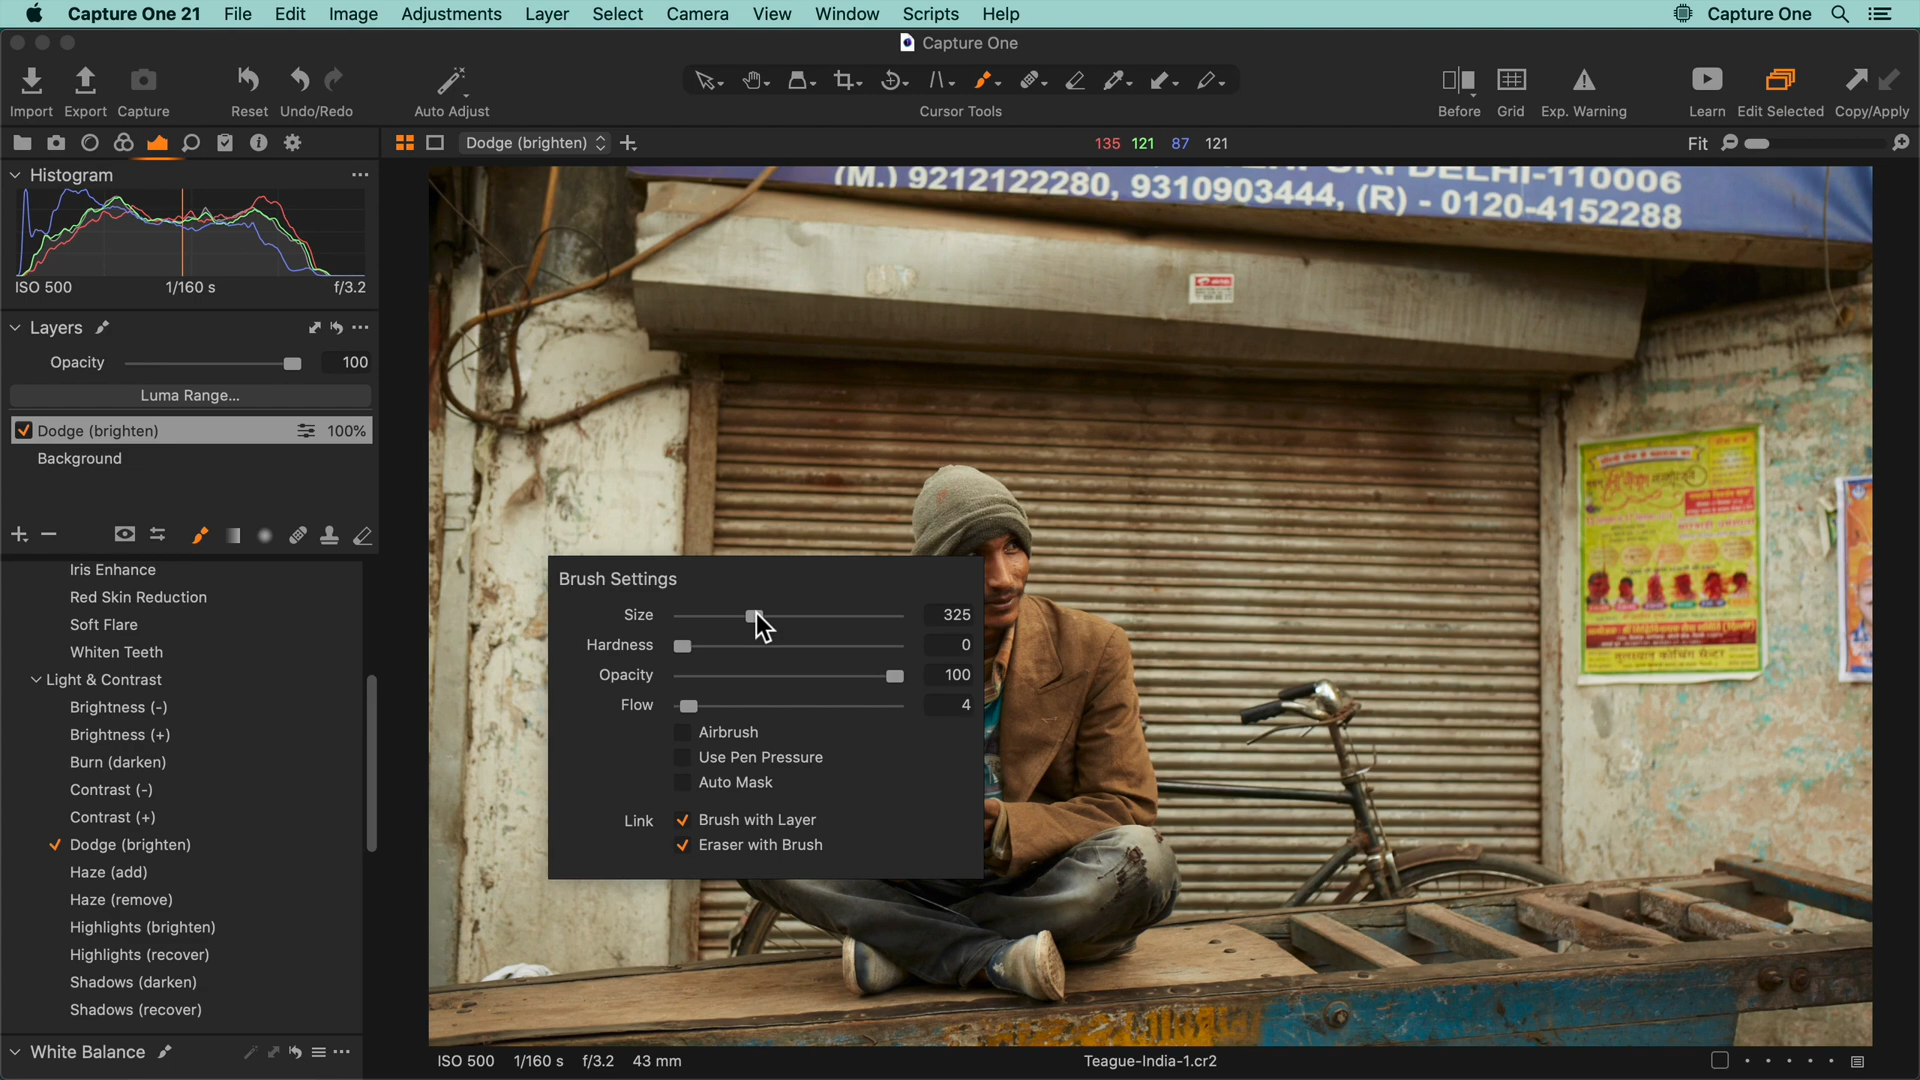 Capture One 21 File Edit Image Adjustments Layer Select Camera View Window Scripts Help Capture One
Capture One
Import Export Capture Reset Undo/Redo Auto Adjust Cursor Tools Before Grid Exp. Warning Learn Edit Selected Copy/Apply
Dodge (brighten) 135 121 87 121 Fit
Histogram
ISO 500 1/160 s f/3.2
Layers
Opacity 100
Luma Range...
Dodge (brighten) 100%
Background
Iris Enhance
Red Skin Reduction
Soft Flare
Whiten Teeth
Light & Contrast
Brightness (-)
Brightness (+)
Burn (darken)
Contrast (-)
Contrast (+)
Dodge (brighten)
Haze (add)
Haze (remove)
Highlights (brighten)
Highlights (recover)
Shadows (darken)
Shadows (recover)
White Balance
DELHI-110006
(M.) 9212122280, 9310903444, (R) - 0120-4152288
Brush Settings
Size 325
Hardness 0
Opacity 100
Flow 4
Airbrush
Use Pen Pressure
Auto Mask
Link Brush with Layer
Eraser with Brush
ISO 500 1/160 s f/3.2 43 mm Teague-India-1.cr2